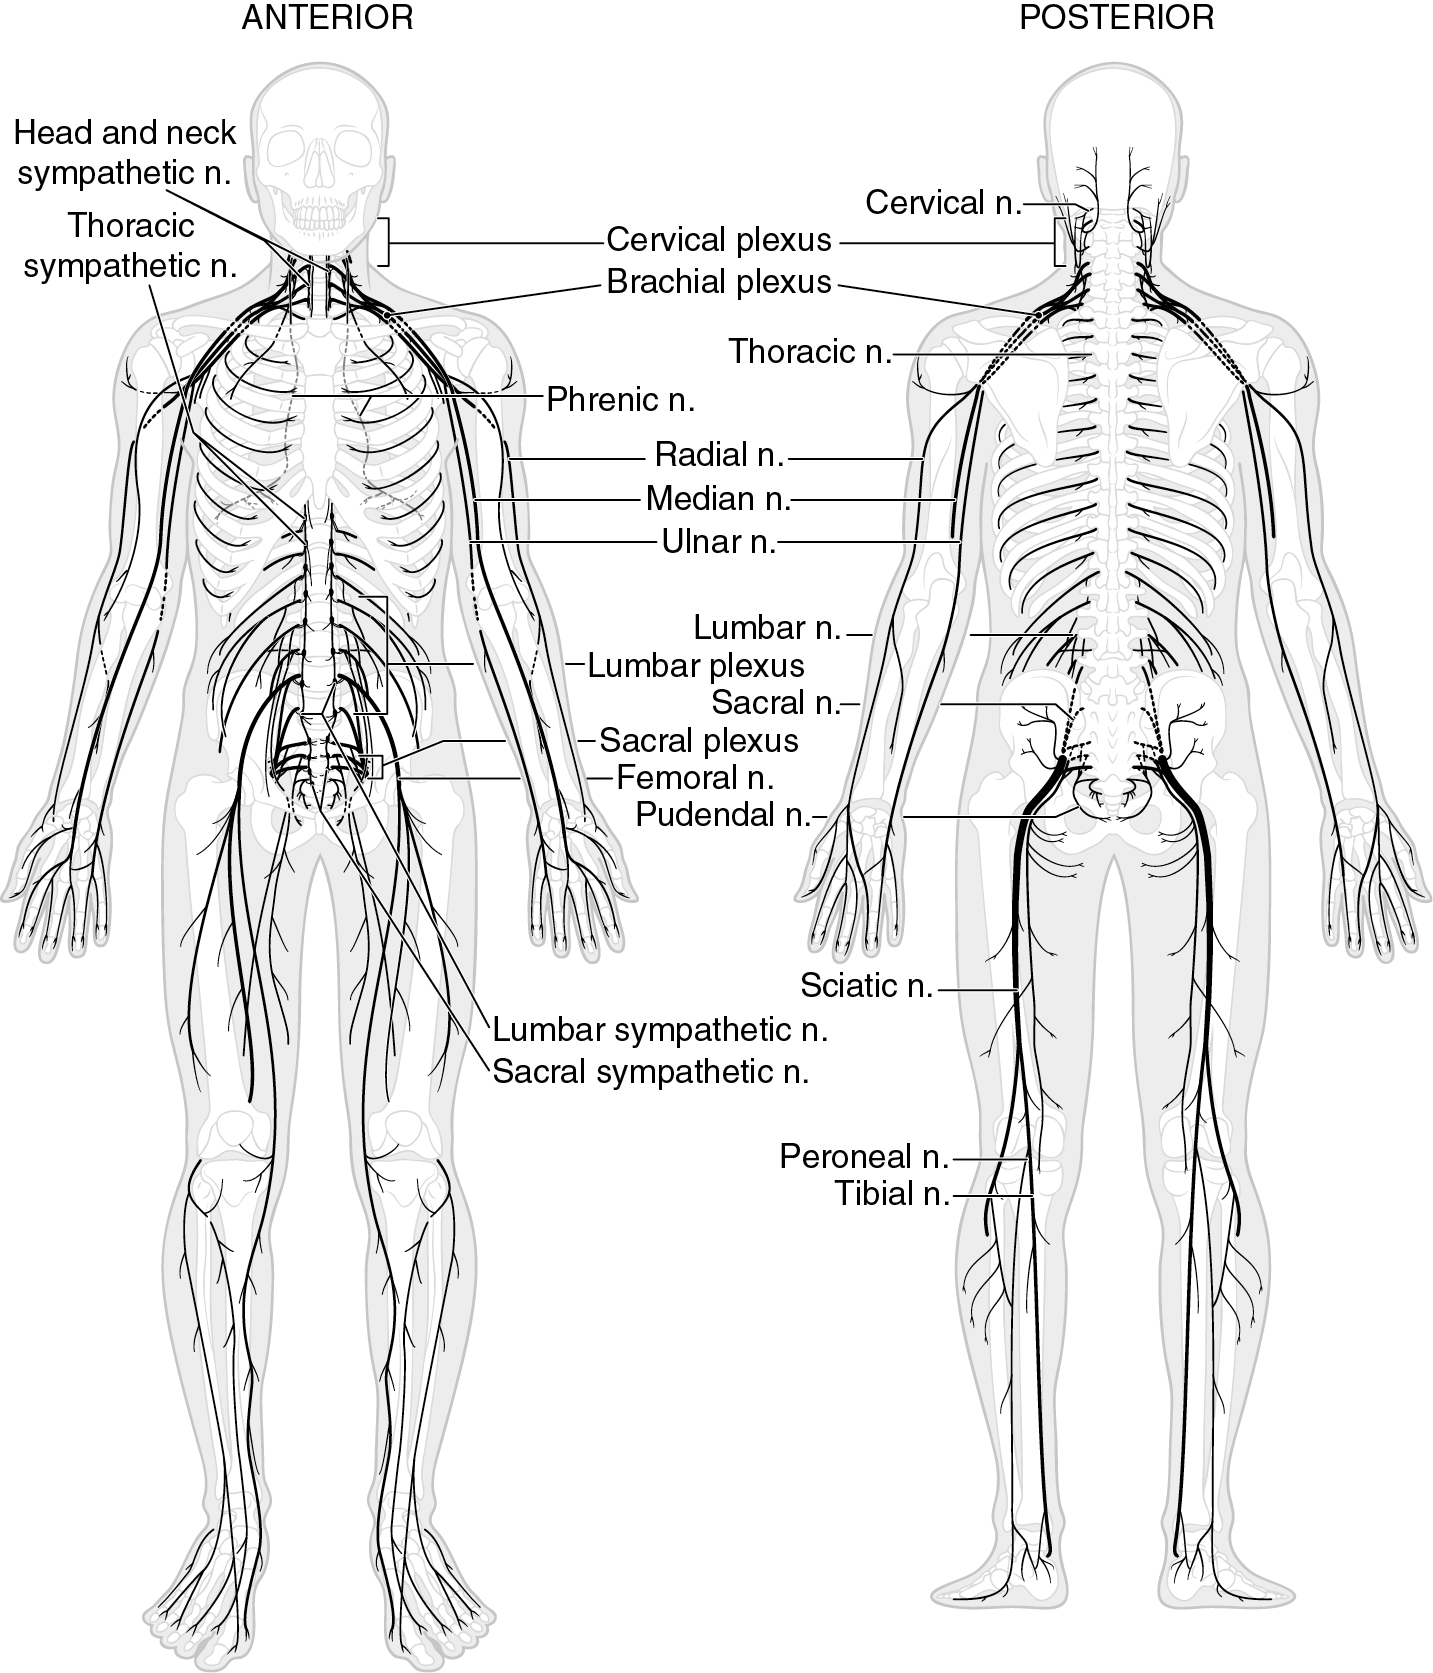 ANTERIOR
POSTERIOR
Head and neck
sympathetic n.
Thoracic
sympathetic n.
Cervical n.
Cervical plexus
Brachial plexus
Thoracic n.
Phrenic n.
Radial n.
Median n.
Ulnar n.
Lumbar n.
Lumbar plexus
Sacral n.
Sacral plexus
Femoral n.
Pudendal n.
Sciatic n.
Lumbar sympathetic n.
Sacral sympathetic n.
Peroneal n.
Tibial n.